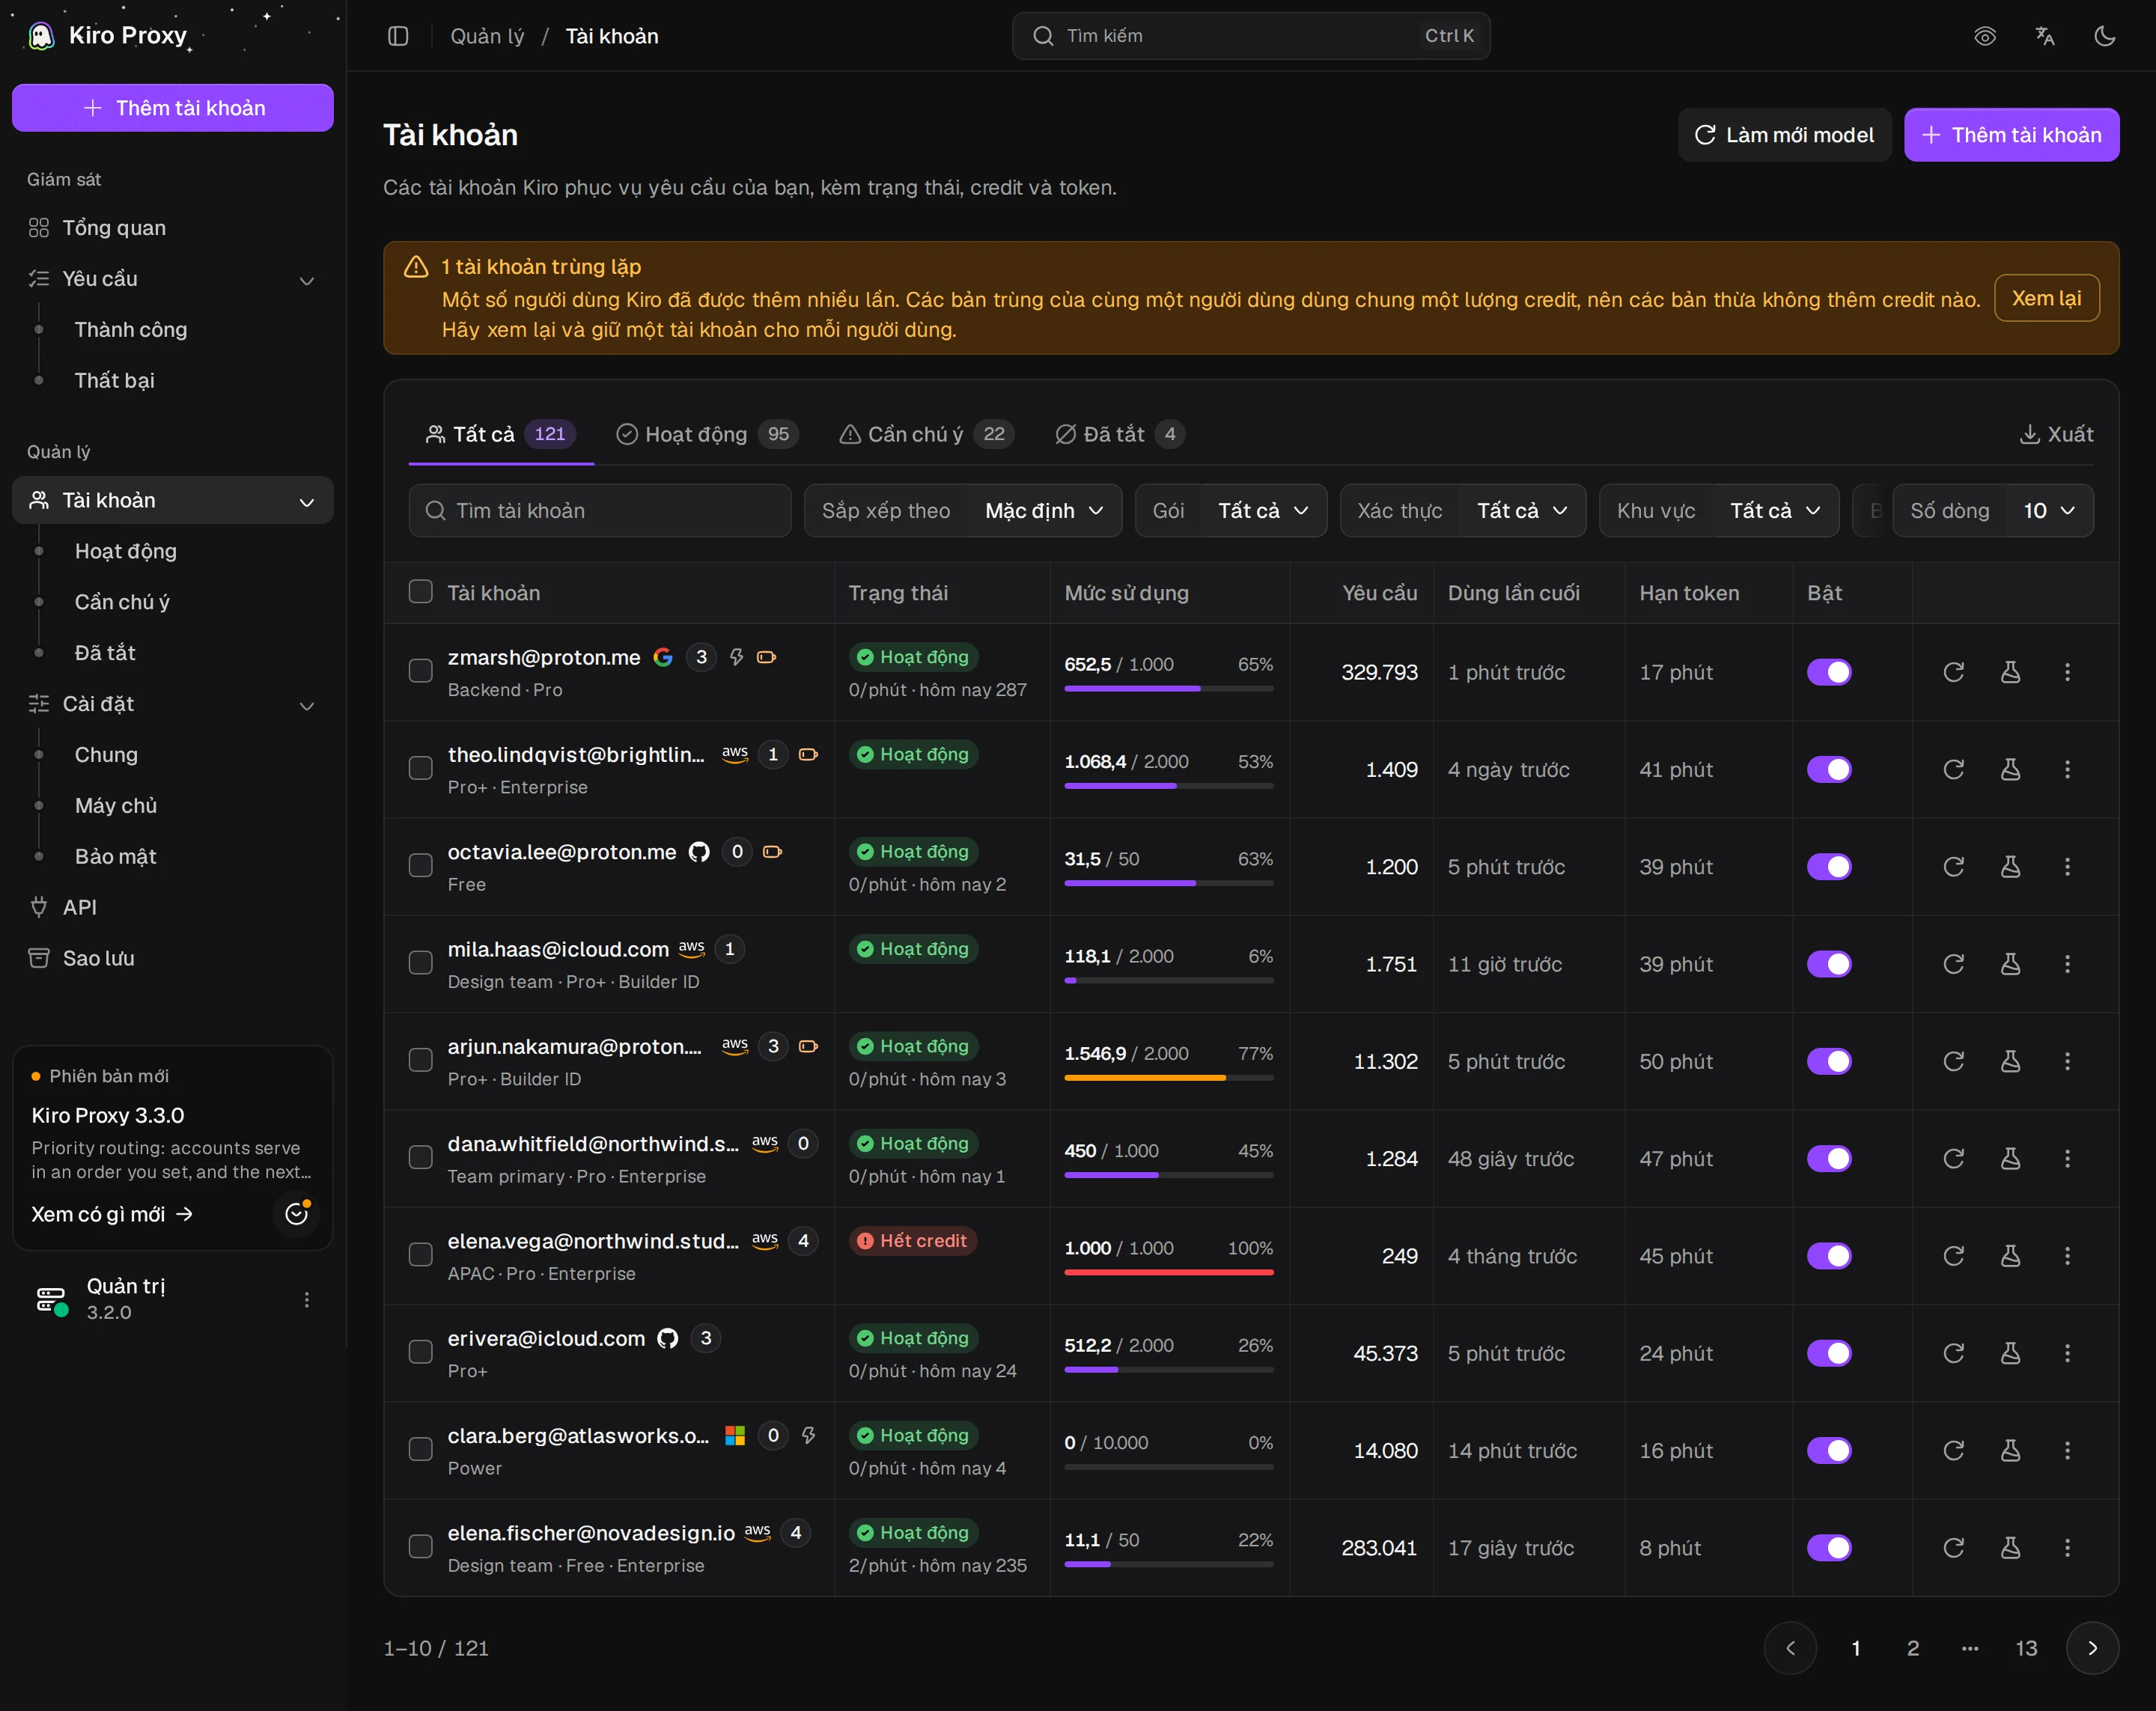 Kiro Proxy
Thêm tài khoản
Giám sát
Tổng quan
Yêu cầu
Thành công
Thất bại
Quản lý
Tài khoản
Hoạt động
Cần chú ý
Đã tắt
Cài đặt
Chung
Máy chủ
Bảo mật
API
Sao lưu
Phiên bản mới
Kiro Proxy 3.3.0
Priority routing: accounts serve
in an order you set, and the next...
Xem có gì mới
Quản trị
3.2.0
Quản lý / Tài khoản
Tìm kiếm
Ctrl K
Tài khoản
Làm mới model
Thêm tài khoản
Các tài khoản Kiro phục vụ yêu cầu của bạn, kèm trạng thái, credit và token.
1 tài khoản trùng lặp
Một số người dùng Kiro đã được thêm nhiều lần. Các bản trùng của cùng một người dùng dùng chung một lượng credit, nên các bản thừa không thêm credit nào.
Hãy xem lại và giữ một tài khoản cho mỗi người dùng.
Xem lại
Tất cả 121
Hoạt động 95
Cần chú ý 22
Đã tắt 4
Xuất
Tìm tài khoản
Sắp xếp theo Mặc định
Gói Tất cả
Xác thực Tất cả
Khu vực Tất cả
B
Số dòng 10
Tài khoản Trạng thái Mức sử dụng Yêu cầu Dùng lần cuối Hạn token Bật
zmarsh@proton.me 3
Backend · Pro
Hoạt động
0/phút · hôm nay 287
652,5 / 1.000 65%
329.793
1 phút trước
17 phút
theo.lindqvist@brightlin... aws 1
Pro+ · Enterprise
Hoạt động
1.068,4 / 2.000 53%
1.409
4 ngày trước
41 phút
octavia.lee@proton.me 0
Free
Hoạt động
0/phút · hôm nay 2
31,5 / 50 63%
1.200
5 phút trước
39 phút
mila.haas@icloud.com aws 1
Design team · Pro+ · Builder ID
Hoạt động
118,1 / 2.000 6%
1.751
11 giờ trước
39 phút
arjun.nakamura@proton.... aws 3
Pro+ · Builder ID
Hoạt động
0/phút · hôm nay 3
1.546,9 / 2.000 77%
11.302
5 phút trước
50 phút
dana.whitfield@northwind.s... aws 0
Team primary · Pro · Enterprise
Hoạt động
0/phút · hôm nay 1
450 / 1.000 45%
1.284
48 giây trước
47 phút
elena.vega@northwind.stud... aws 4
APAC · Pro · Enterprise
Hết credit
1.000 / 1.000 100%
249
4 tháng trước
45 phút
erivera@icloud.com 3
Pro+
Hoạt động
0/phút · hôm nay 24
512,2 / 2.000 26%
45.373
5 phút trước
24 phút
clara.berg@atlasworks.o... 0
Power
Hoạt động
0/phút · hôm nay 4
0 / 10.000 0%
14.080
14 phút trước
16 phút
elena.fischer@novadesign.io aws 4
Design team · Free · Enterprise
Hoạt động
2/phút · hôm nay 235
11,1 / 50 22%
283.041
17 giây trước
8 phút
1–10 / 121
1 2 ... 13